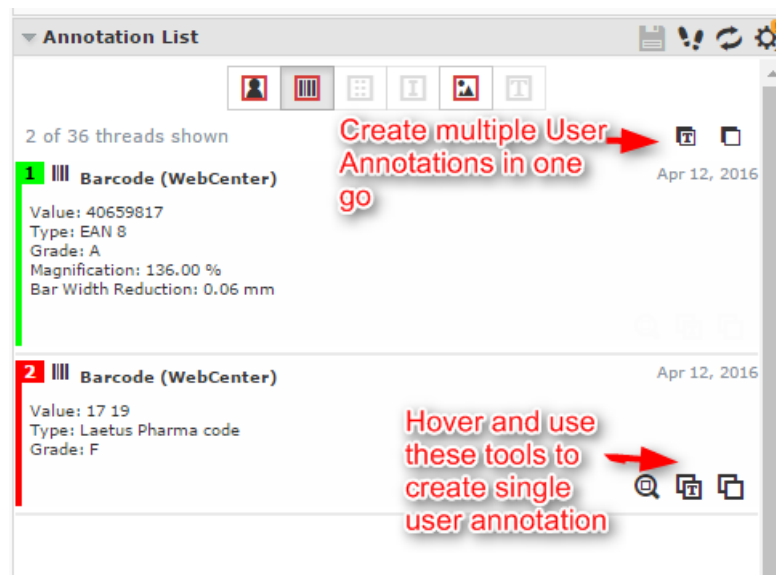 Annotation List
2 of 36 threads shown
Create multiple User
Annotations in one
go
1 Barcode (WebCenter)
Apr 12, 2016
Value: 40659817
Type: EAN 8
Grade: A
Magnification: 136.00 %
Bar Width Reduction: 0.06 mm
2 Barcode (WebCenter)
Apr 12, 2016
Value: 17 19
Type: Laetus Pharma code
Grade: F
Hover and use
these tools to
create single
user annotation